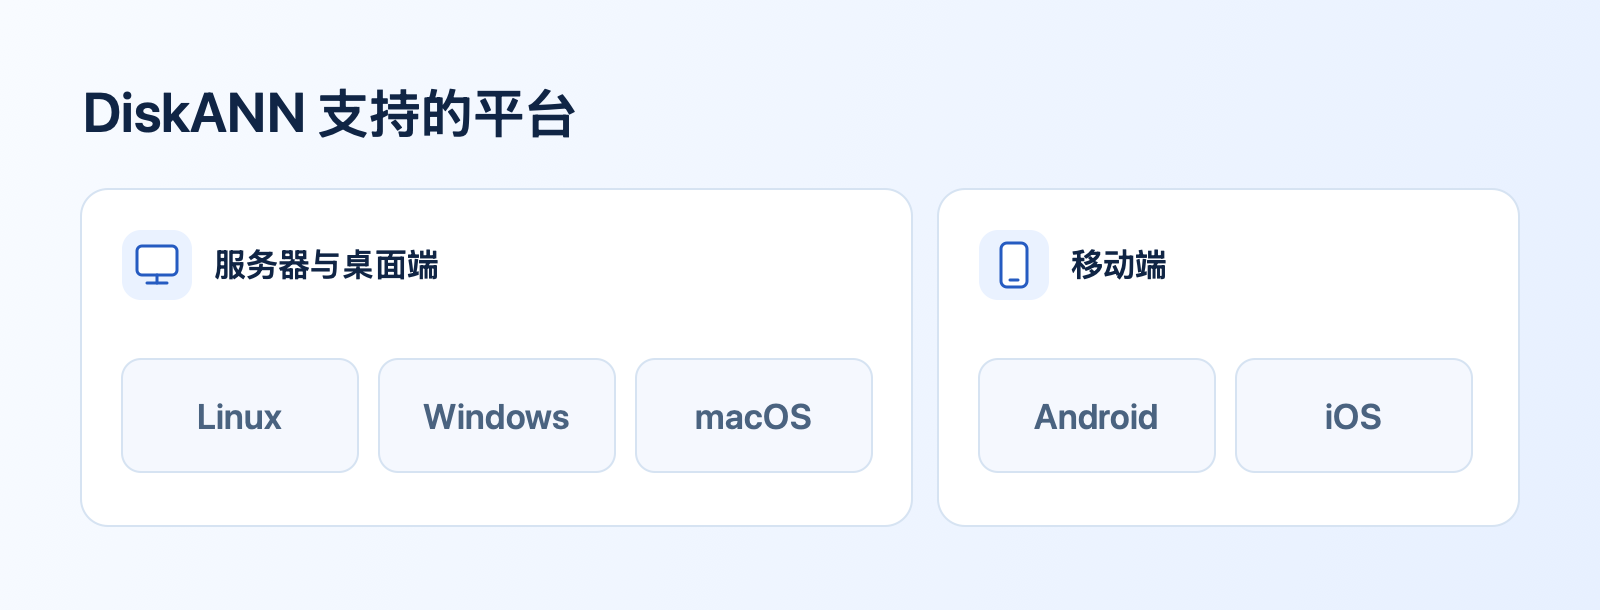 DiskANN 支持的平台
服务器与桌面端
Linux
Windows
macOS
移动端
Android
iOS